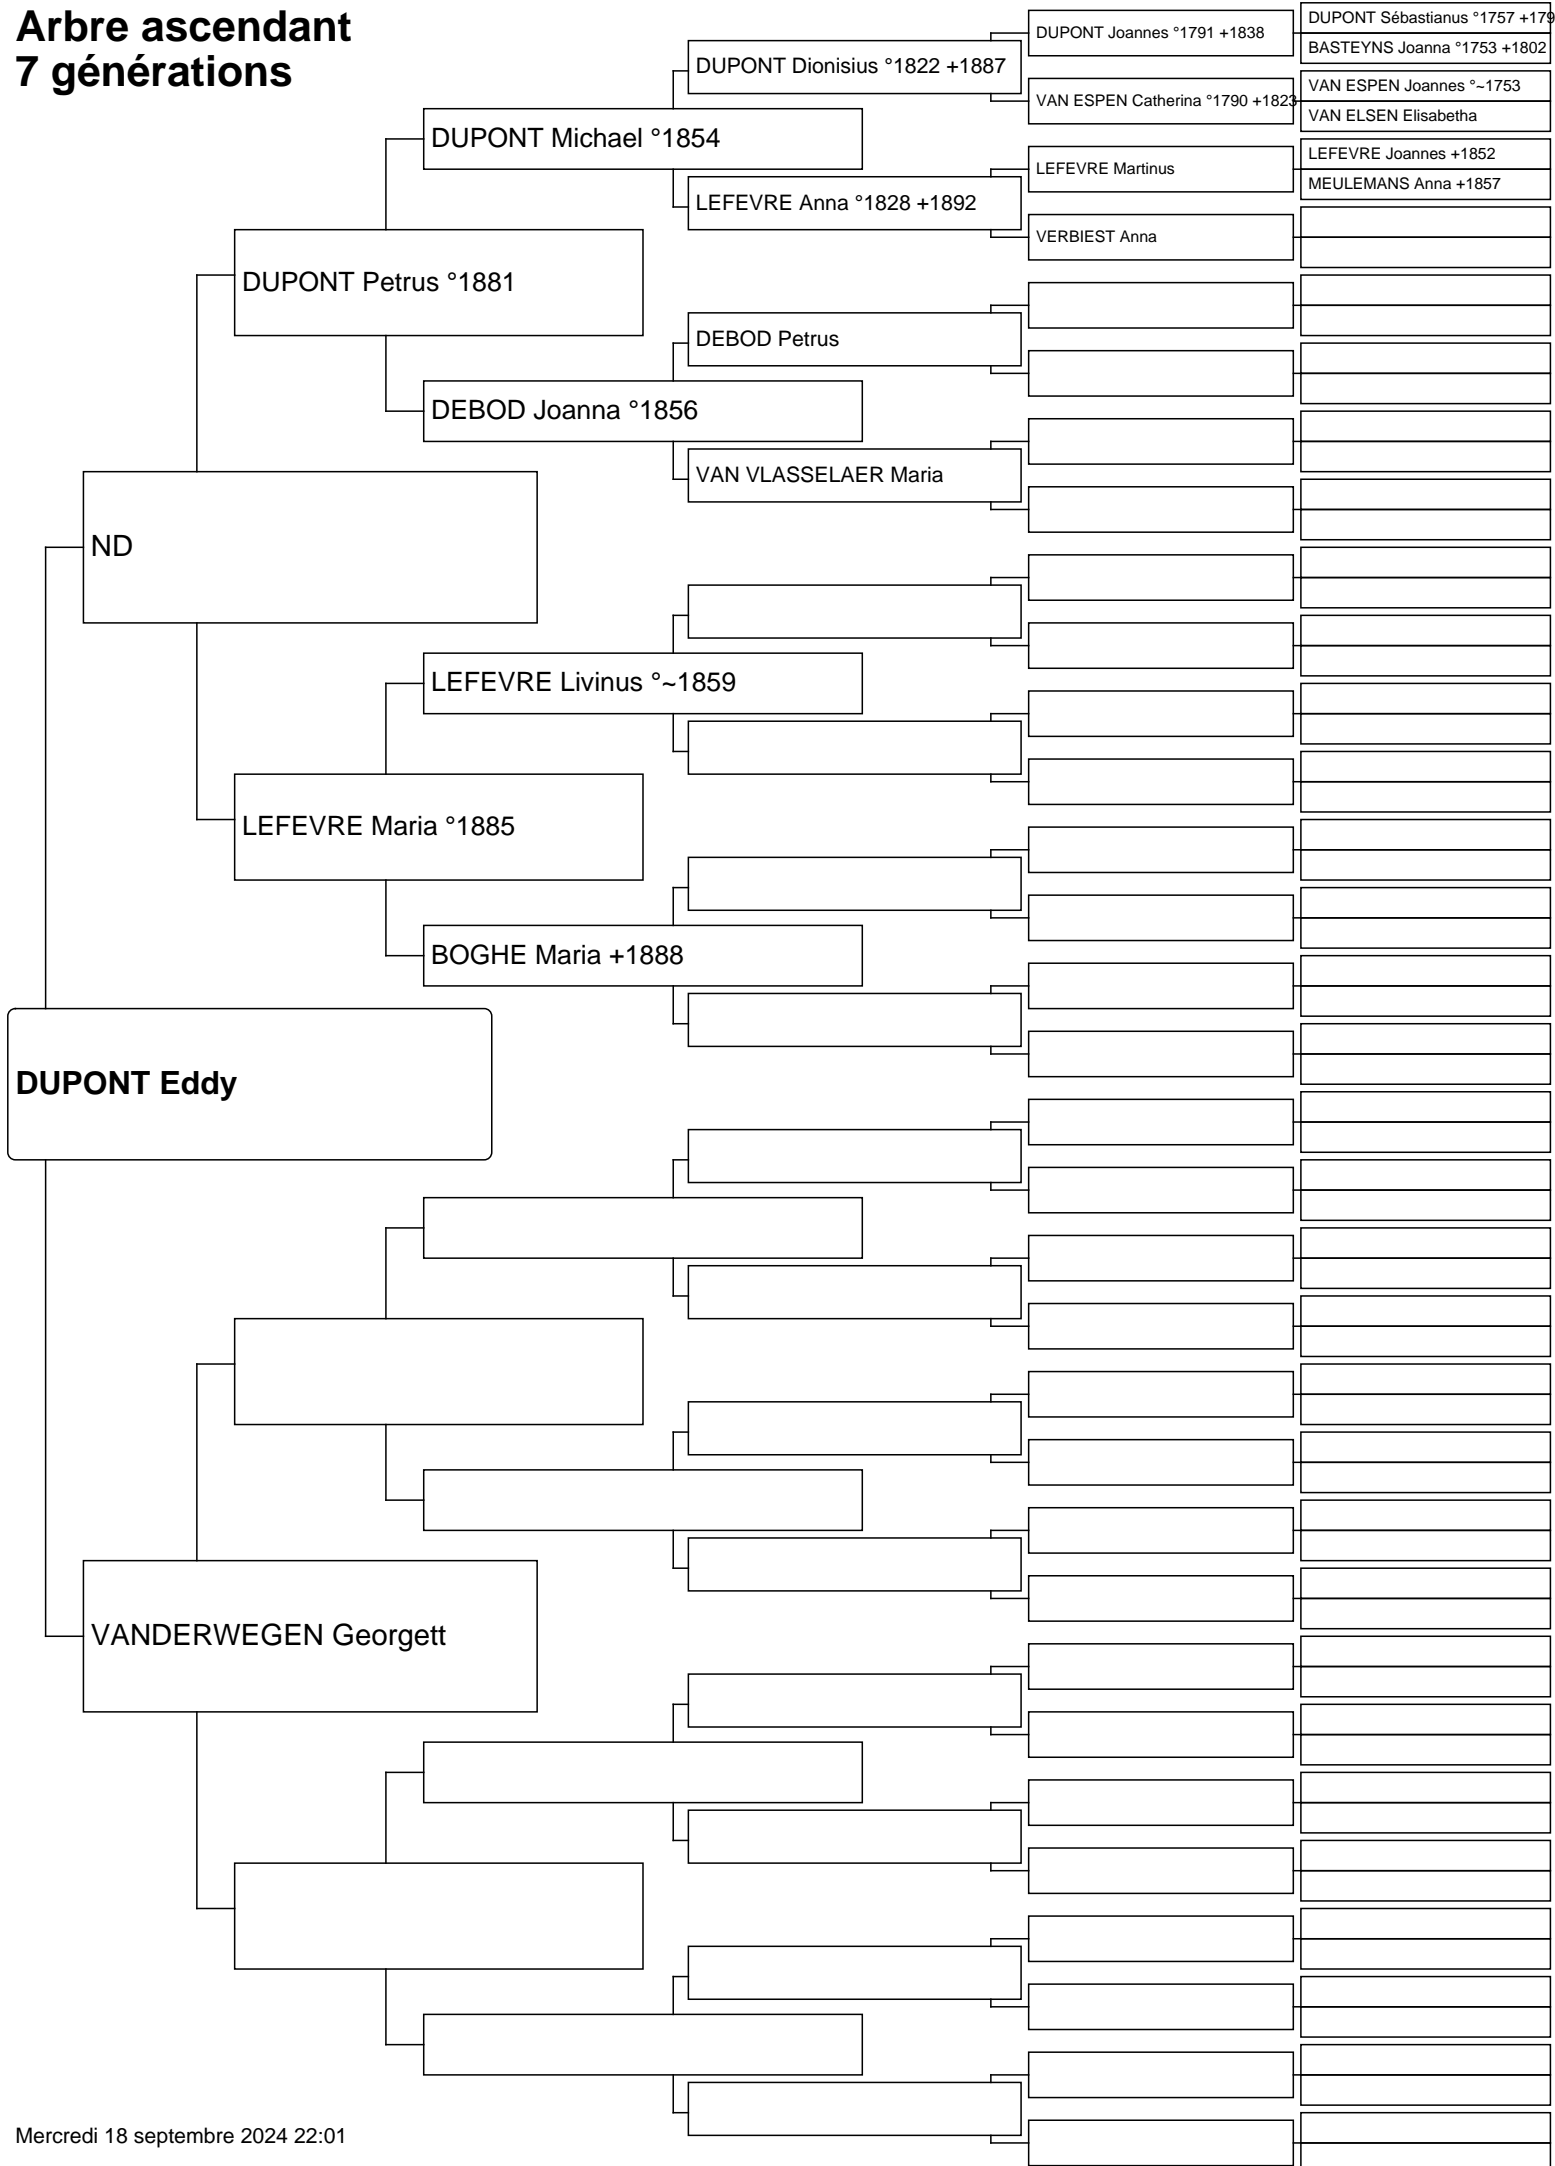 Arbre ascendant
7 générations
DUPONT Joannes °1791 +1838
DUPONT Sébastianus °1757 +179
BASTEYNS Joanna °1753 +1802
DUPONT Dionisius °1822 +1887
VAN ESPEN Catherina °1790 +1823
VAN ESPEN Joannes °~1753
VAN ELSEN Elisabetha
DUPONT Michael °1854
LEFEVRE Martinus
LEFEVRE Joannes +1852
MEULEMANS Anna +1857
LEFEVRE Anna °1828 +1892
VERBIEST Anna
DUPONT Petrus °1881
DEBOD Petrus
DEBOD Joanna °1856
VAN VLASSELAER Maria
ND
LEFEVRE Livinus °~1859
LEFEVRE Maria °1885
BOGHE Maria +1888
DUPONT Eddy
VANDERWEGEN Georgett
Mercredi 18 septembre 2024 22:01